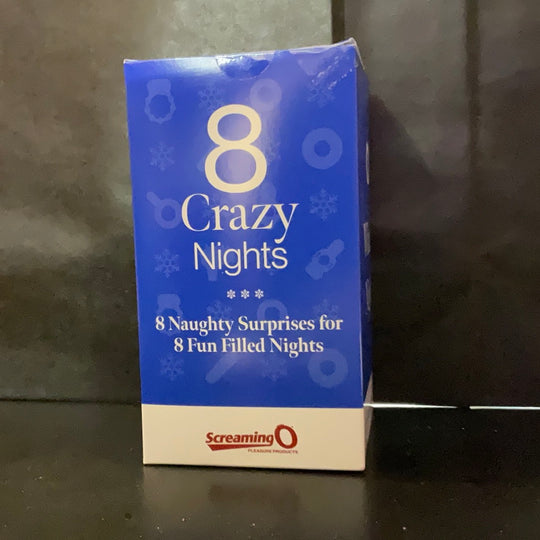 8
Crazy
Nights
***
8 Naughty Surprises for
8 Fun Filled Nights
ScreamingO
PLEASURE PRODUCTS